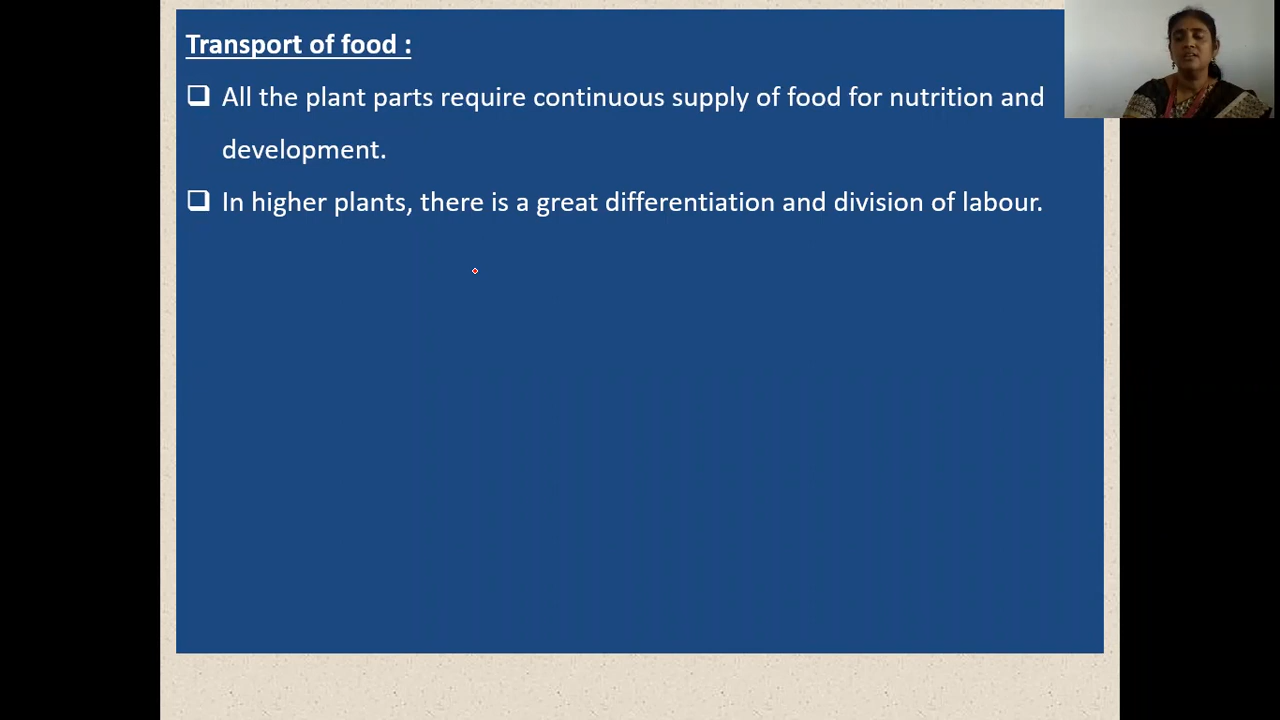 Transport of food :
All the plant parts require continuous supply of food for nutrition and
development.
In higher plants, there is a great differentiation and division of labour.